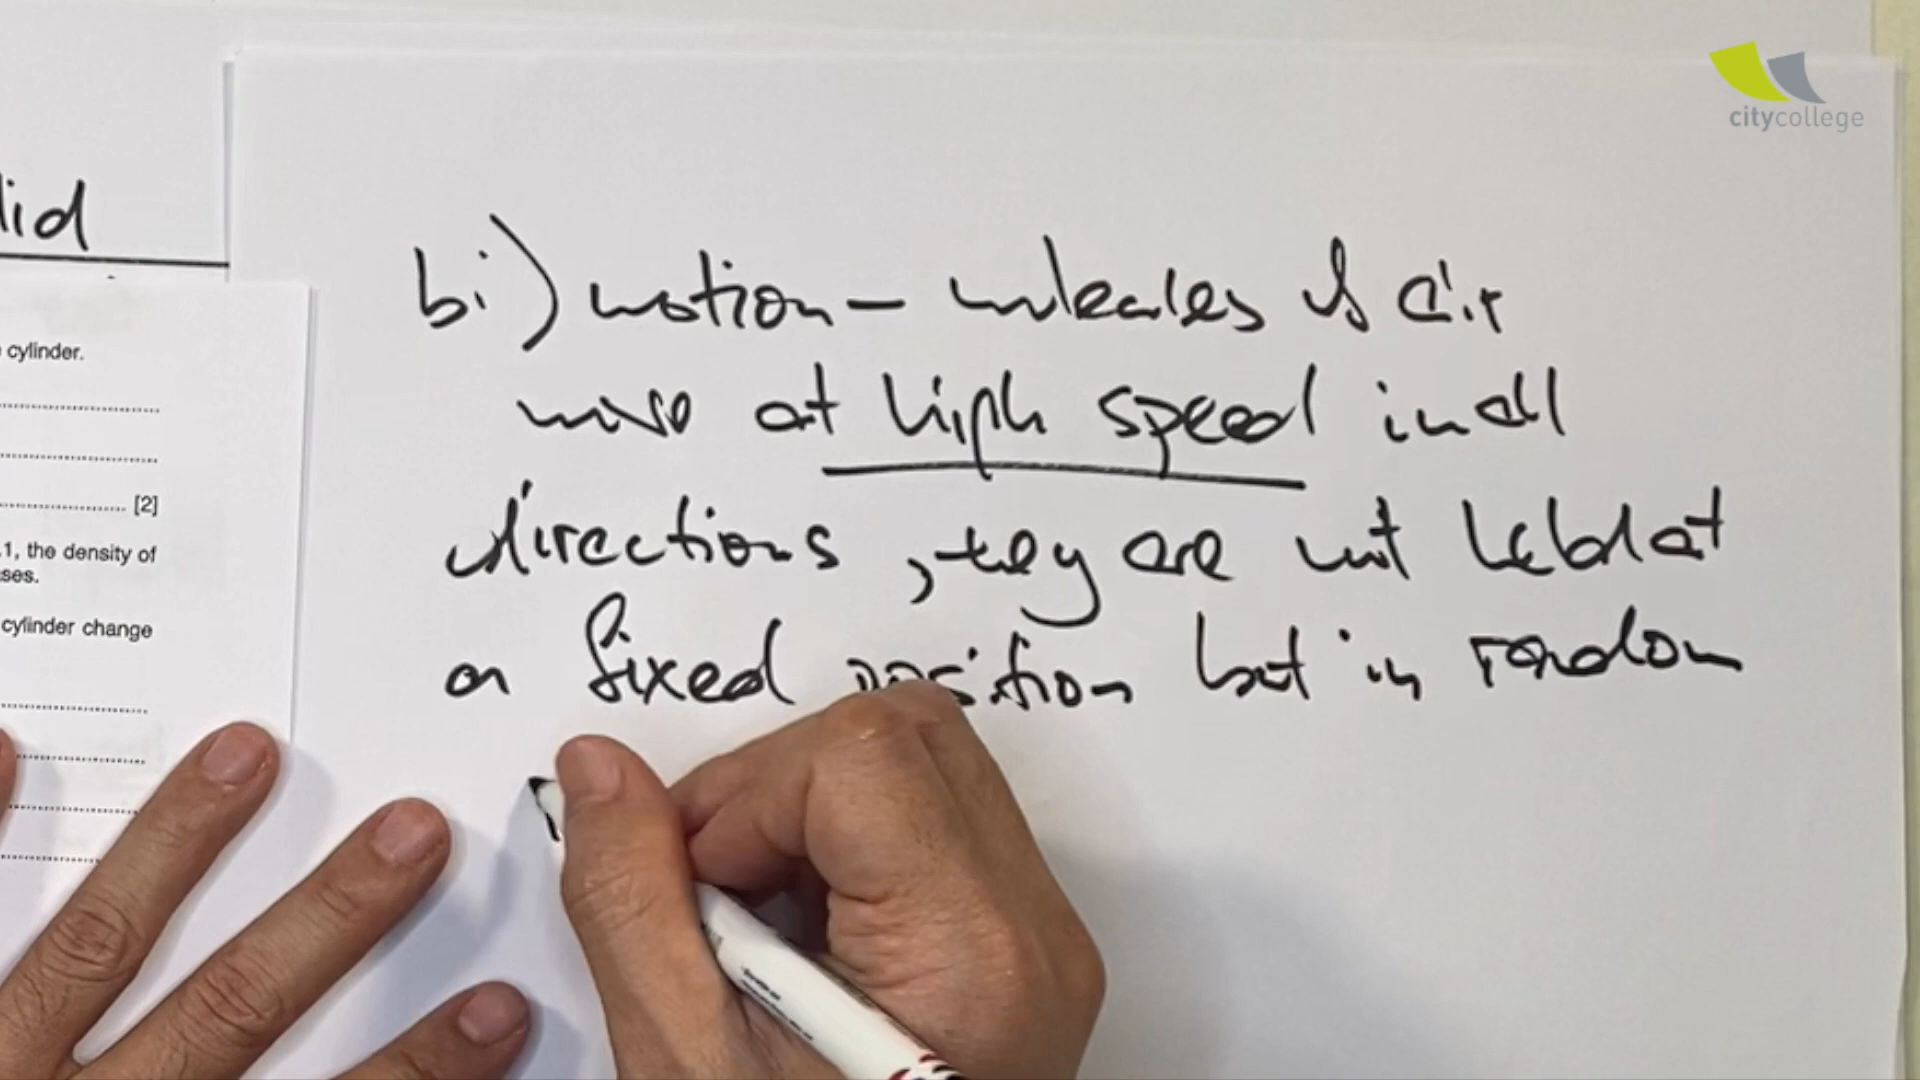 citycollege
lid
cylinder.
[2]
.1, the density of
ses.
cylinder change
bi) motion - molecules of air
move at high speed in all
directions, they are not held at
a fixed position but in random